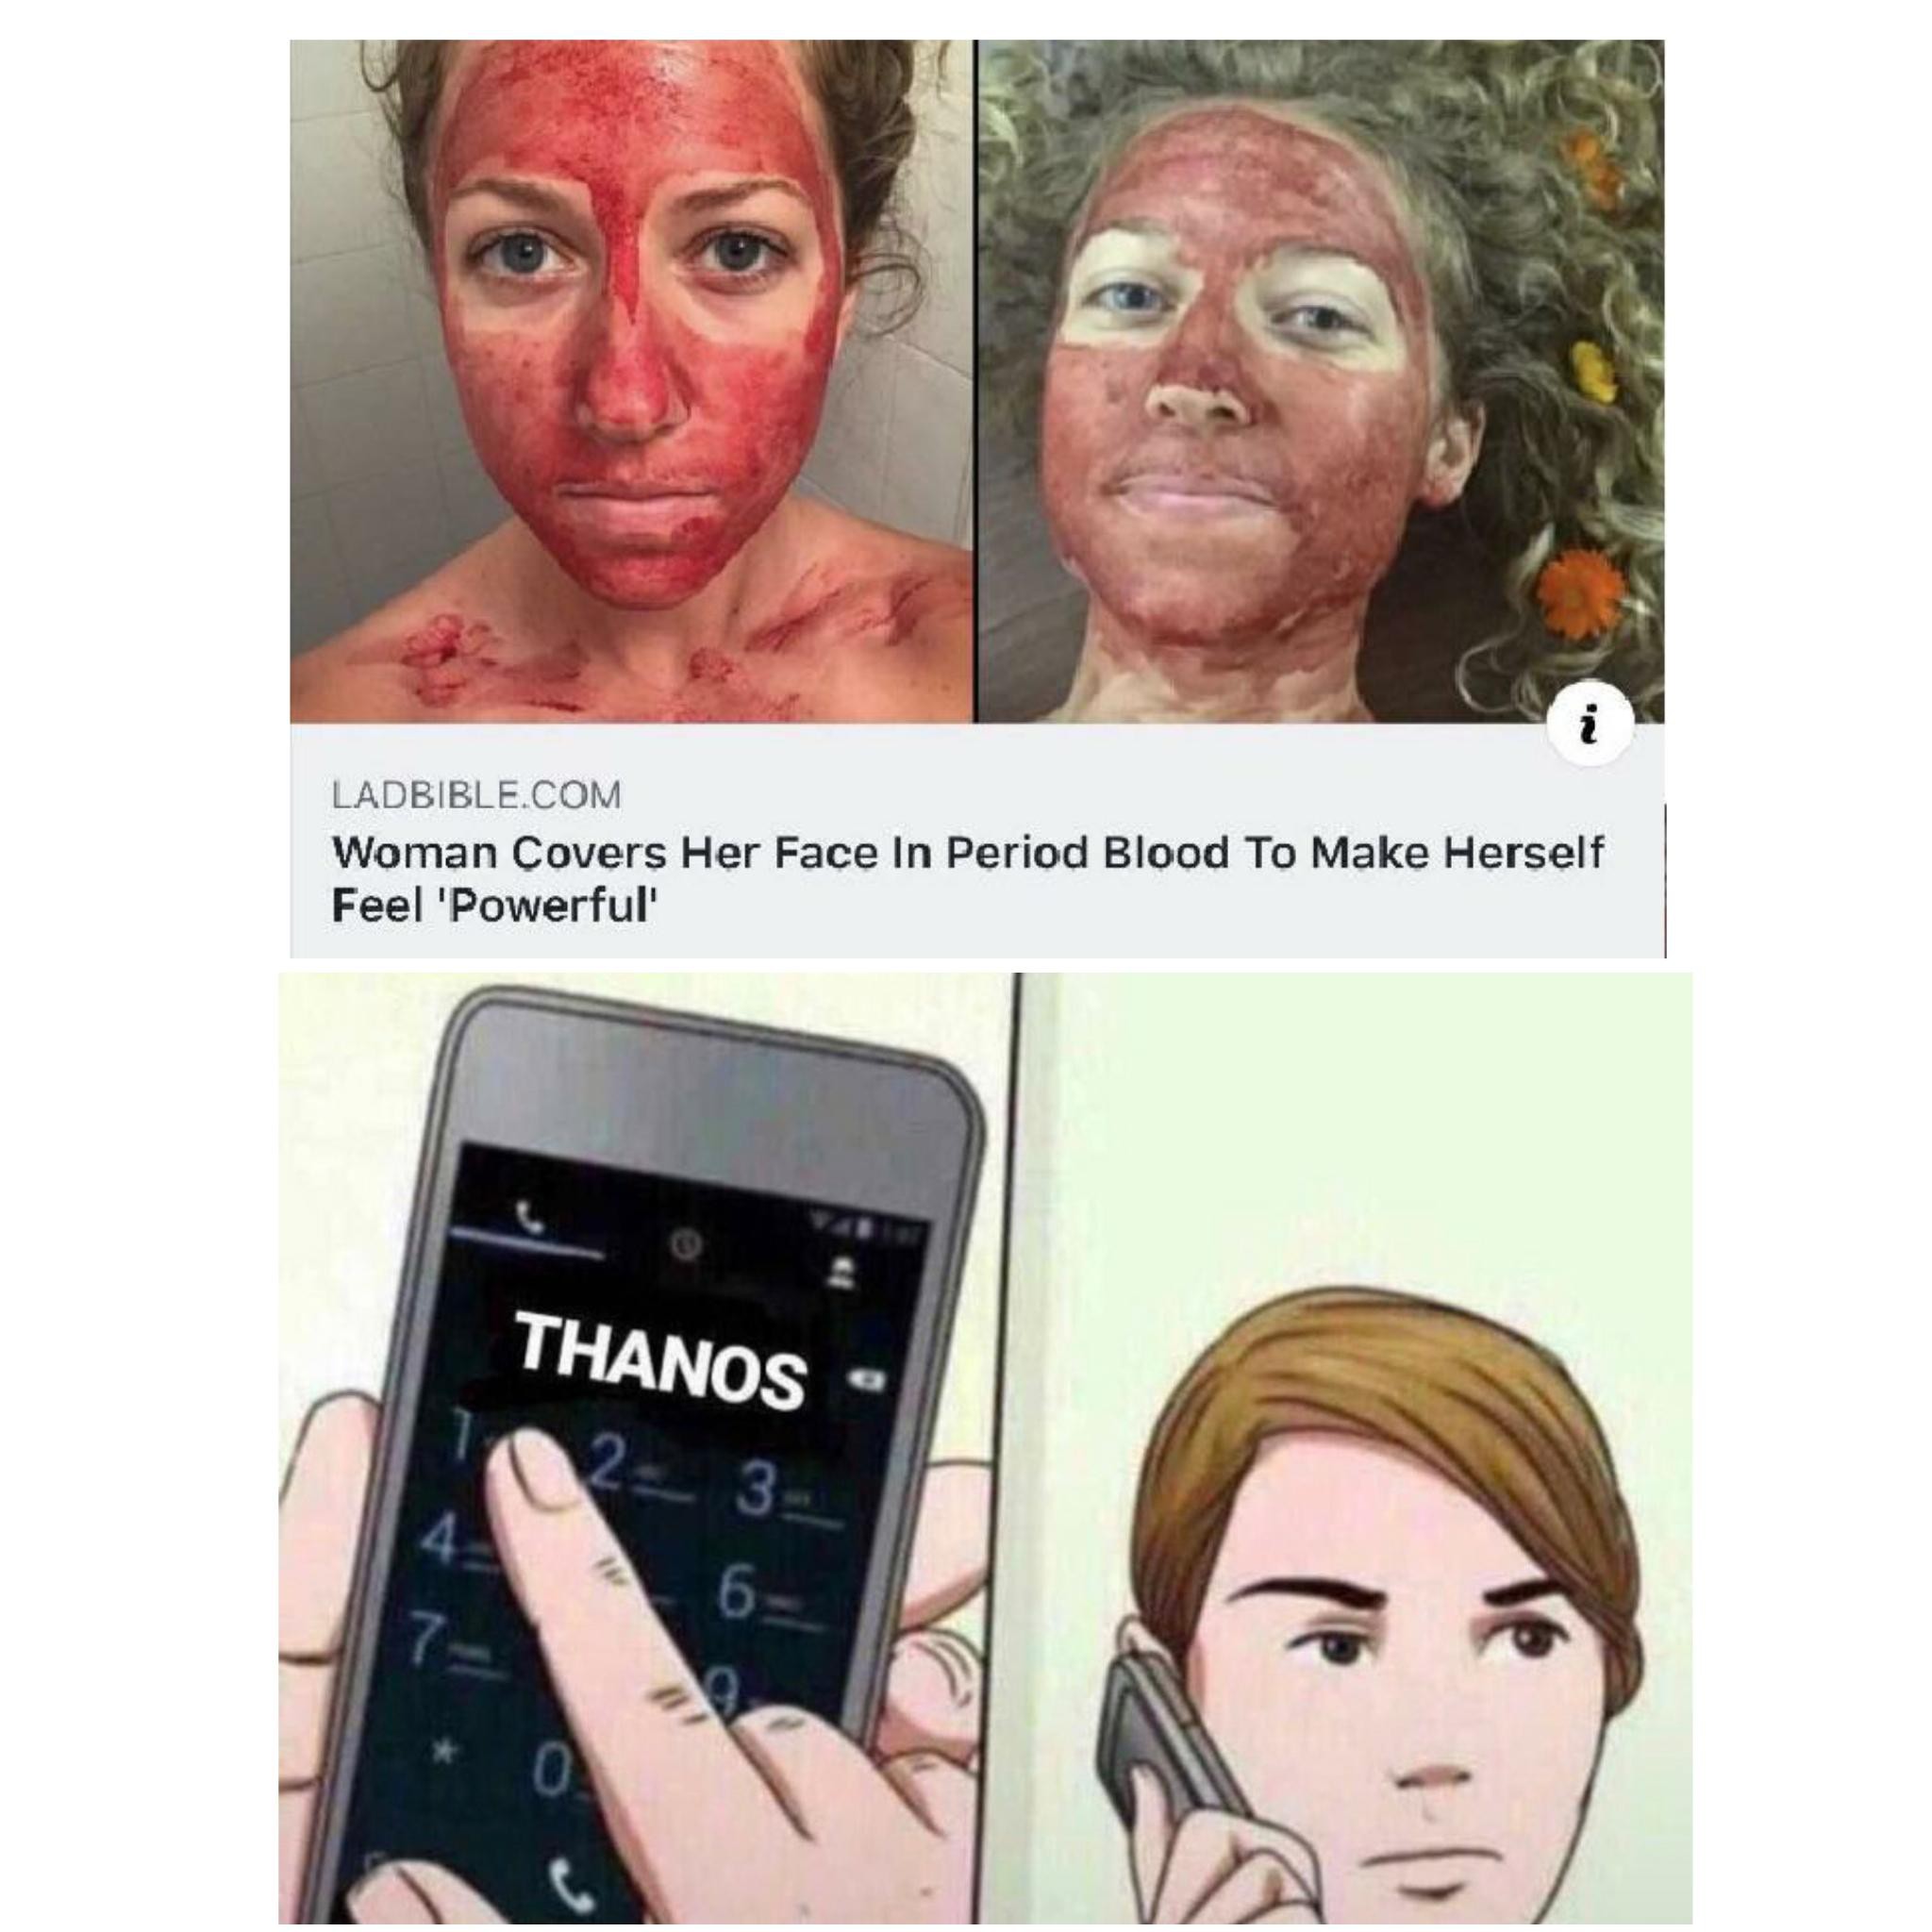 i
LADBIBLE.COM
Woman Covers Her Face In Period Blood To Make Herself
Feel 'Powerful'
THANOS
1 2 3
4 6
7 9
* 0